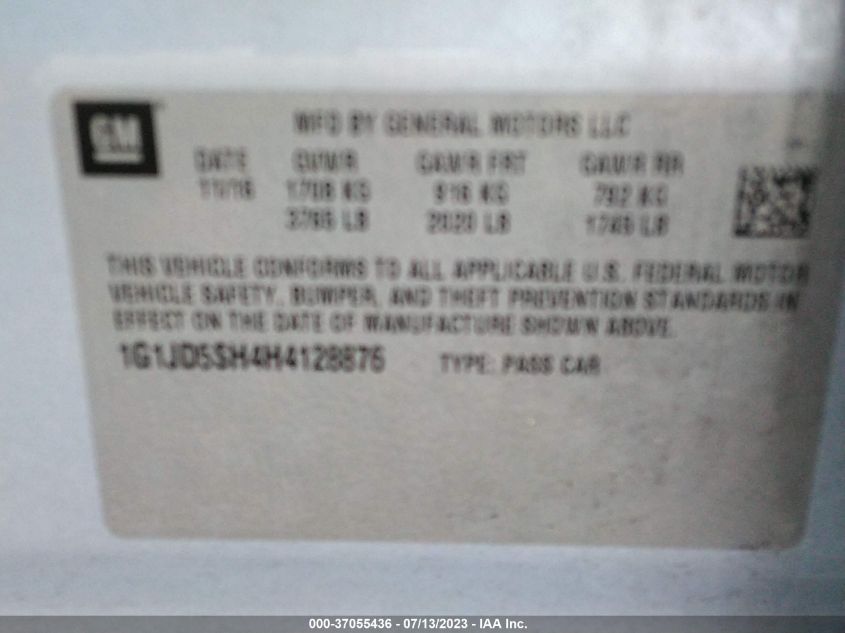 GM
MFD BY GENERAL MOTORS LLC
DATE GVWR GAWR FRT GAWR RR
11/16 1708 KG 916 KG 792 KG
3765 LB 2020 LB 1745 LB
THIS VEHICLE CONFORMS TO ALL APPLICABLE U.S. FEDERAL MOTOR
VEHICLE SAFETY, BUMPER, AND THEFT PREVENTION STANDARDS IN
EFFECT ON THE DATE OF MANUFACTURE SHOWN ABOVE.
1G1JD5SH4H4128876 TYPE: PASS CAR
000-37055436 - 07/13/2023 - IAA Inc.